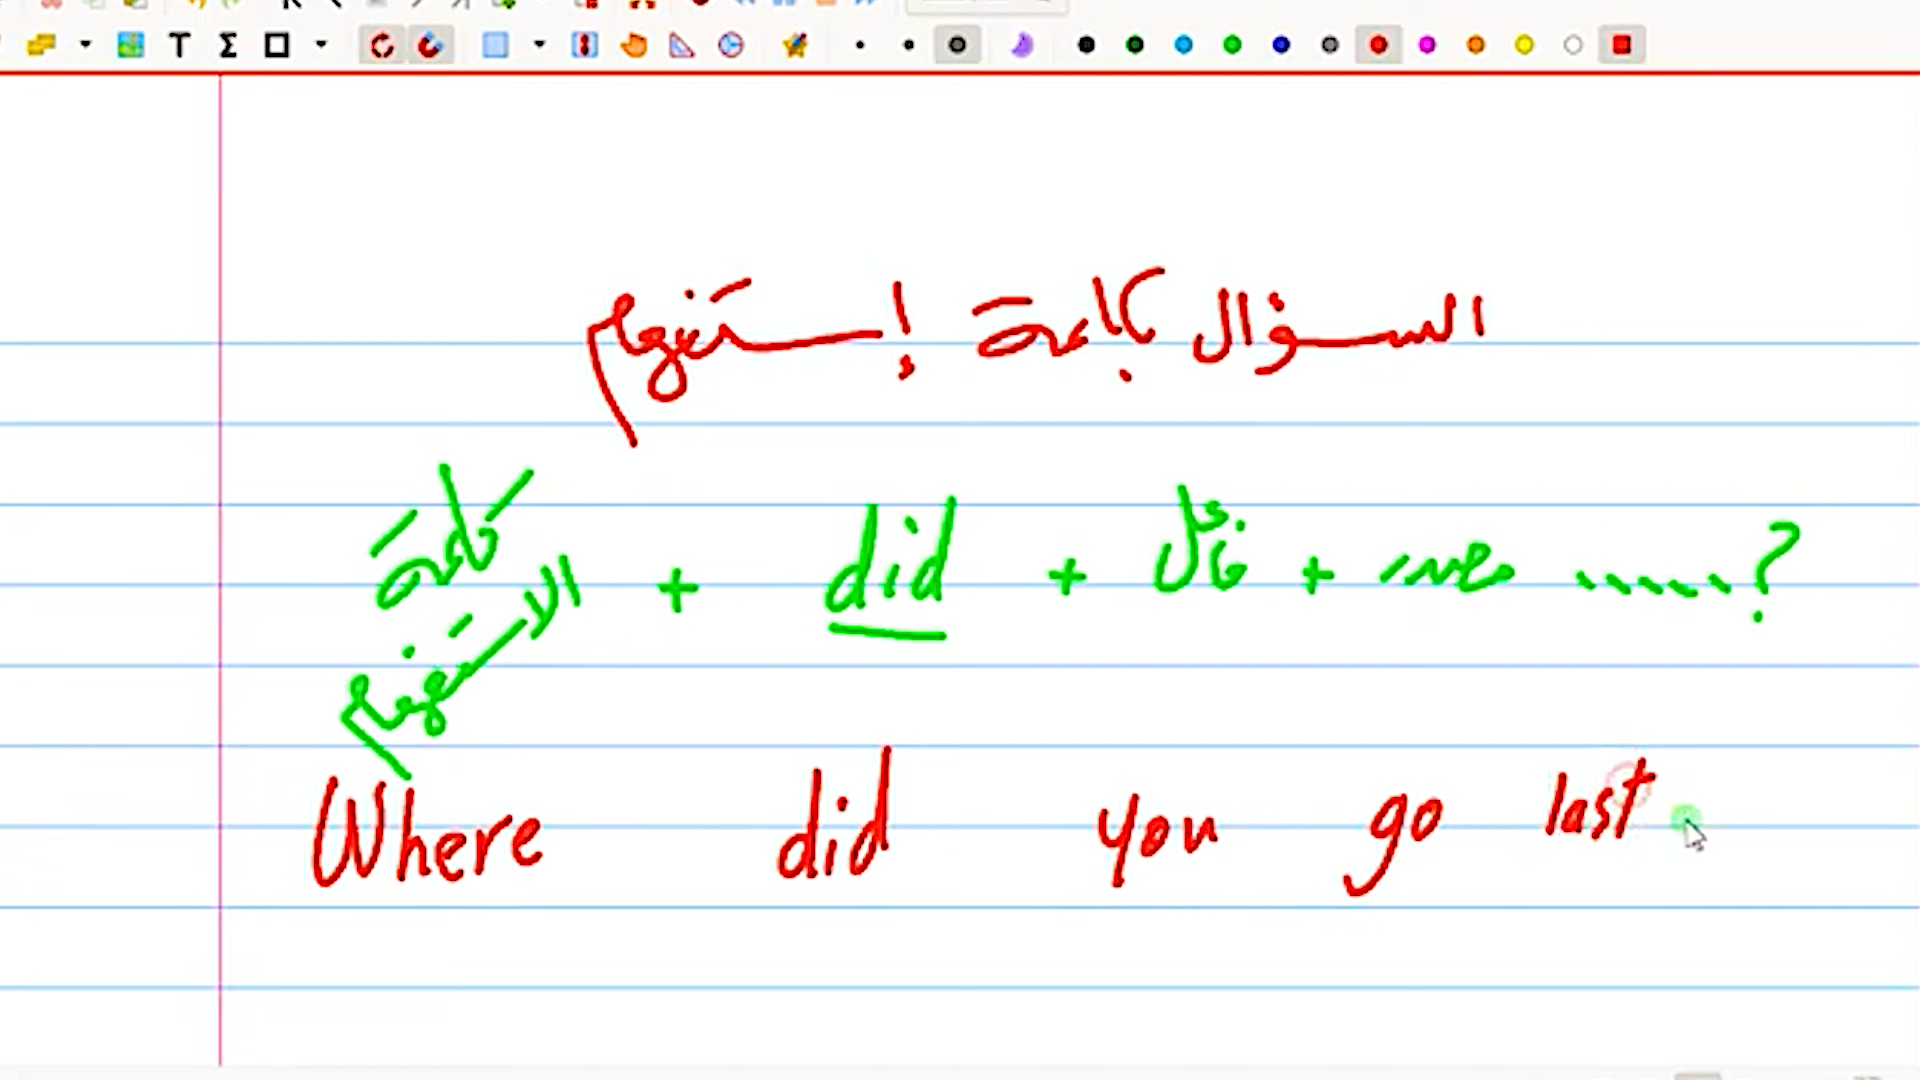 السؤال بكلمة إستفهام
كلمة الاستفهام + did + فاعل + مصدر ......?
Where did you go last